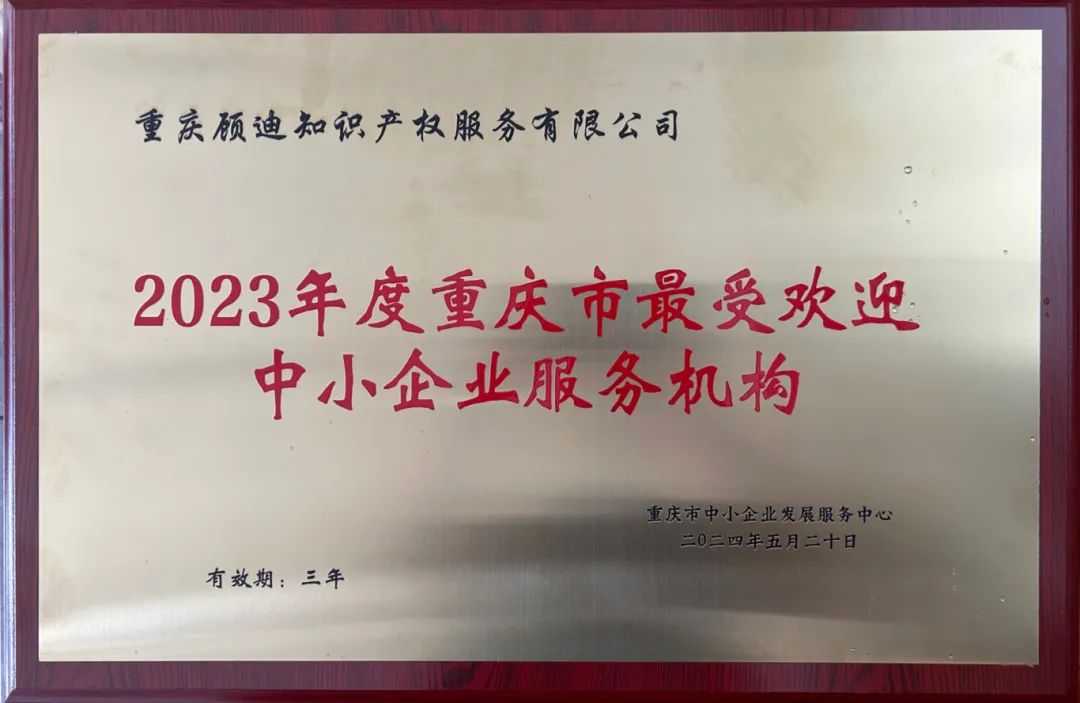 重庆顾迪知识产权服务有限公司
2023年度重庆市最受欢迎
中小企业服务机构
重庆市中小企业发展服务中心
二0二四年五月二十日
有效期：三年